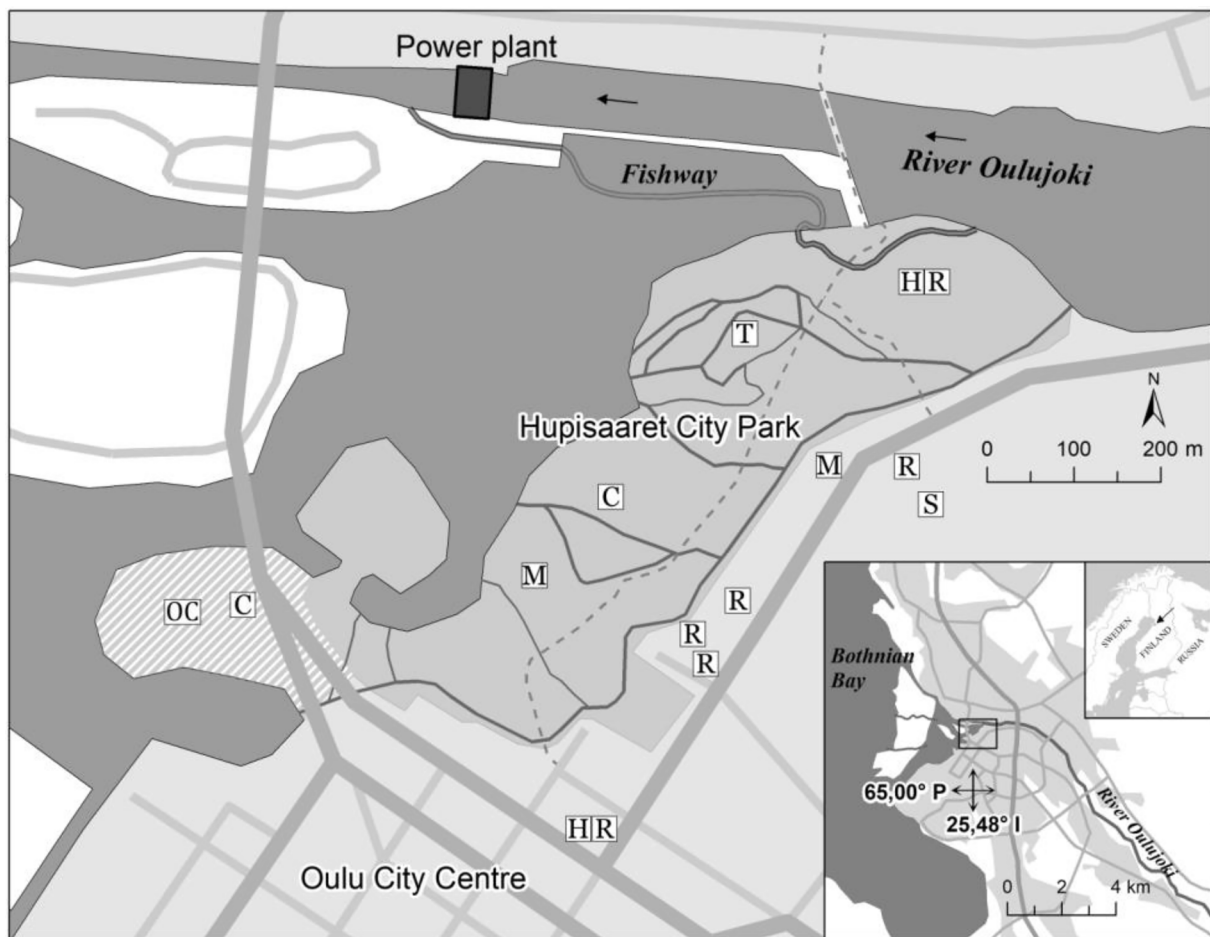 Power plant
River Oulujoki
Fishway
H R
T
N
0 100 200 m
Hupisaaret City Park
M
R
C
S
M
OC
C
R
R
R
H R
Oulu City Centre
Bothnian
Bay
SWEDEN
FINLAND
RUSSIA
65,00° P
25,48° I
River Oulujoki
0 2 4 km